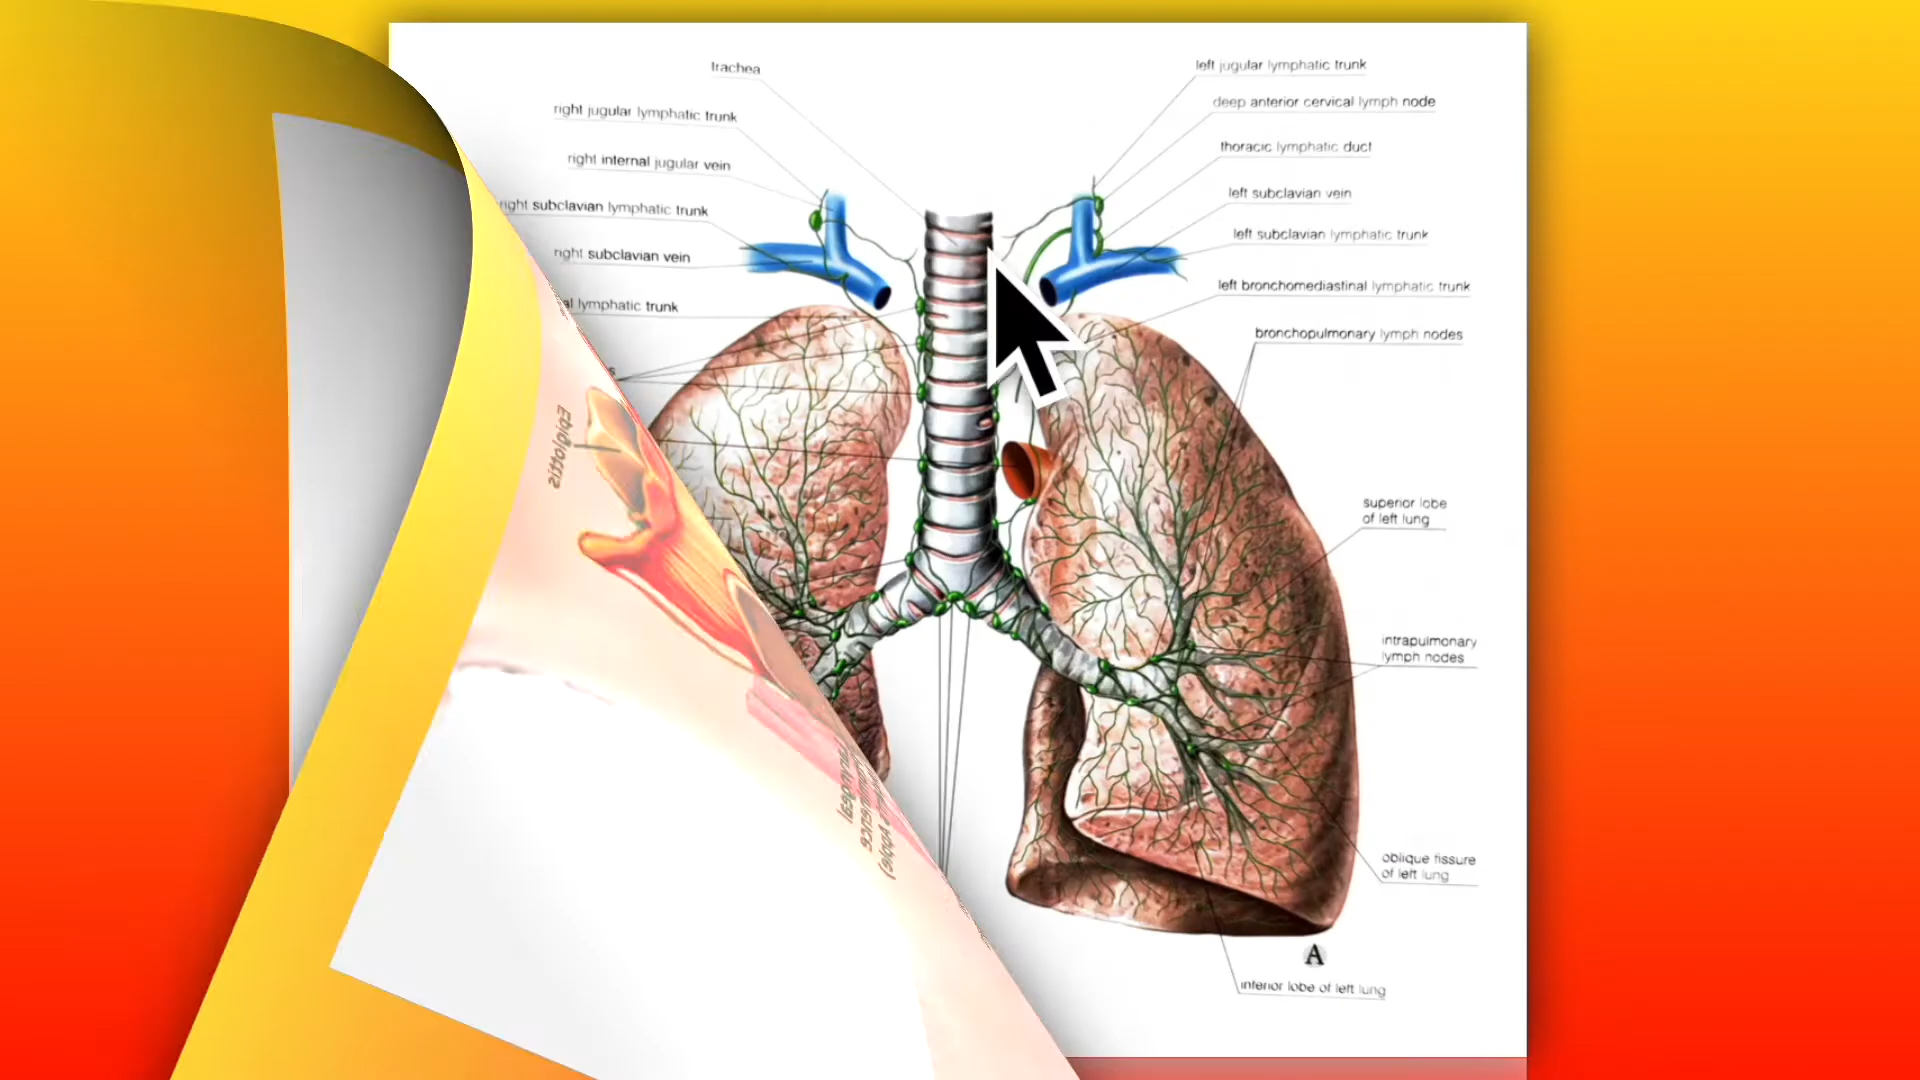 trachea
right jugular lymphatic trunk
right internal jugular vein
right subclavian lymphatic trunk
right subclavian vein
lymphatic trunk
left jugular lymphatic trunk
deep anterior cervical lymph node
thoracic lymphatic duct
left subclavian vein
left subclavian lymphatic trunk
left bronchomediastinal lymphatic trunk
bronchopulmonary lymph nodes
superior lobe
of left lung
intrapulmonary
lymph nodes
oblique fissure
of left lung
A
inferior lobe of left lung
Epiglottis